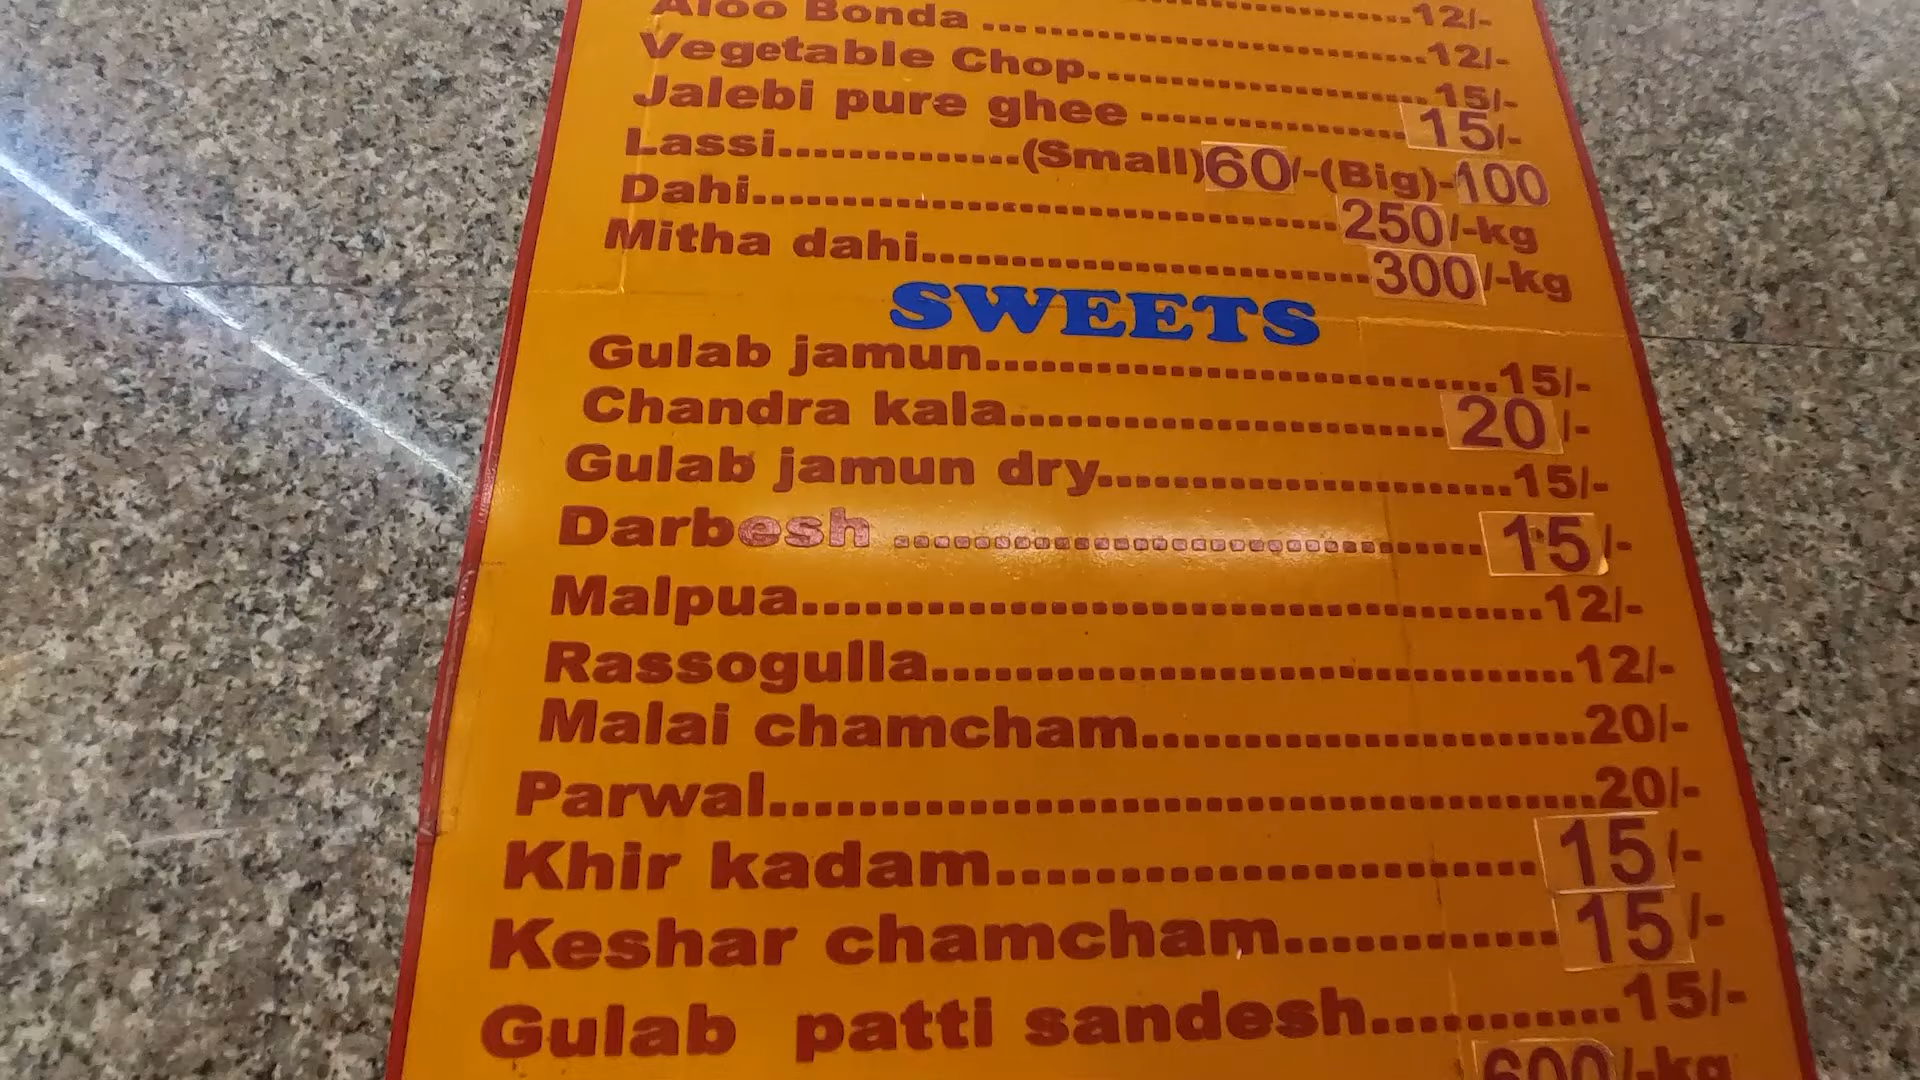 ..............12/-
Aloo Bonda ..............................12/-
Vegetable Chop..........................15/-
Jalebi pure ghee ....................15/-
Lassi..............(Small)60/-(Big)-100
Dahi..................................250/-kg
Mitha dahi..........................300/-kg
SWEETS
Gulab jamun.............................15/-
Chandra kala........................20/-
Gulab jamun dry.......................15/-
Darbesh ................................15/-
Malpua.......................................12/-
Rassogulla..................................12/-
Malai chamcham.......................20/-
Parwal........................................20/-
Khir kadam..........................15/-
Keshar chamcham.............15/-
Gulab patti sandesh...........15/-
600/-kg